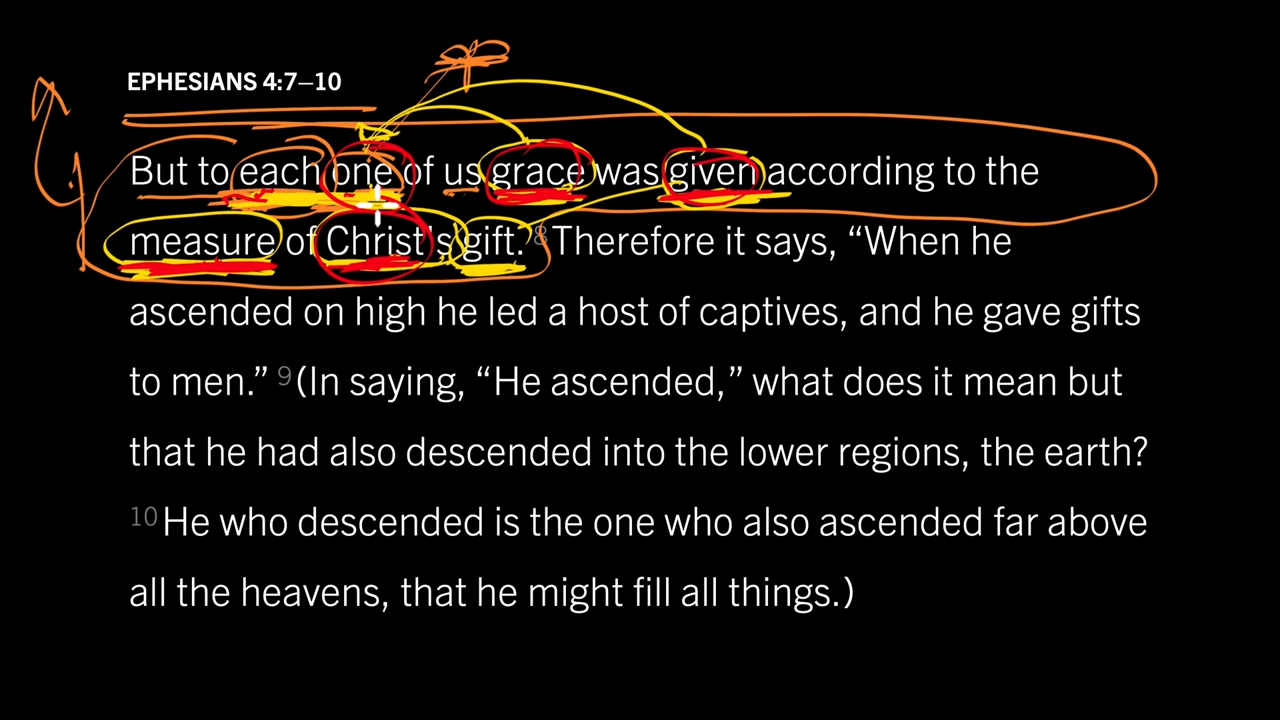 EPHESIANS 4:7–10
But to each one of us grace was given according to the
measure of Christ's gift. 8 Therefore it says, “When he
ascended on high he led a host of captives, and he gave gifts
to men.” 9 (In saying, “He ascended,” what does it mean but
that he had also descended into the lower regions, the earth?
10 He who descended is the one who also ascended far above
all the heavens, that he might fill all things.)